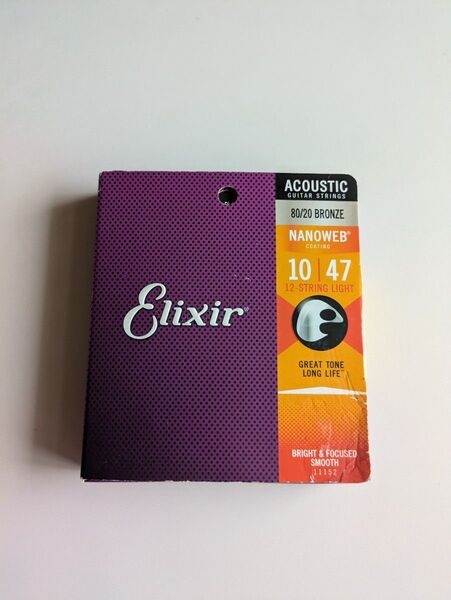 Elixir®
ACOUSTIC
GUITAR STRINGS
80/20 BRONZE
NANOWEB®
COATING
10 | 47
12-STRING LIGHT
GREAT TONE
LONG LIFE™
BRIGHT & FOCUSED
SMOOTH
11152